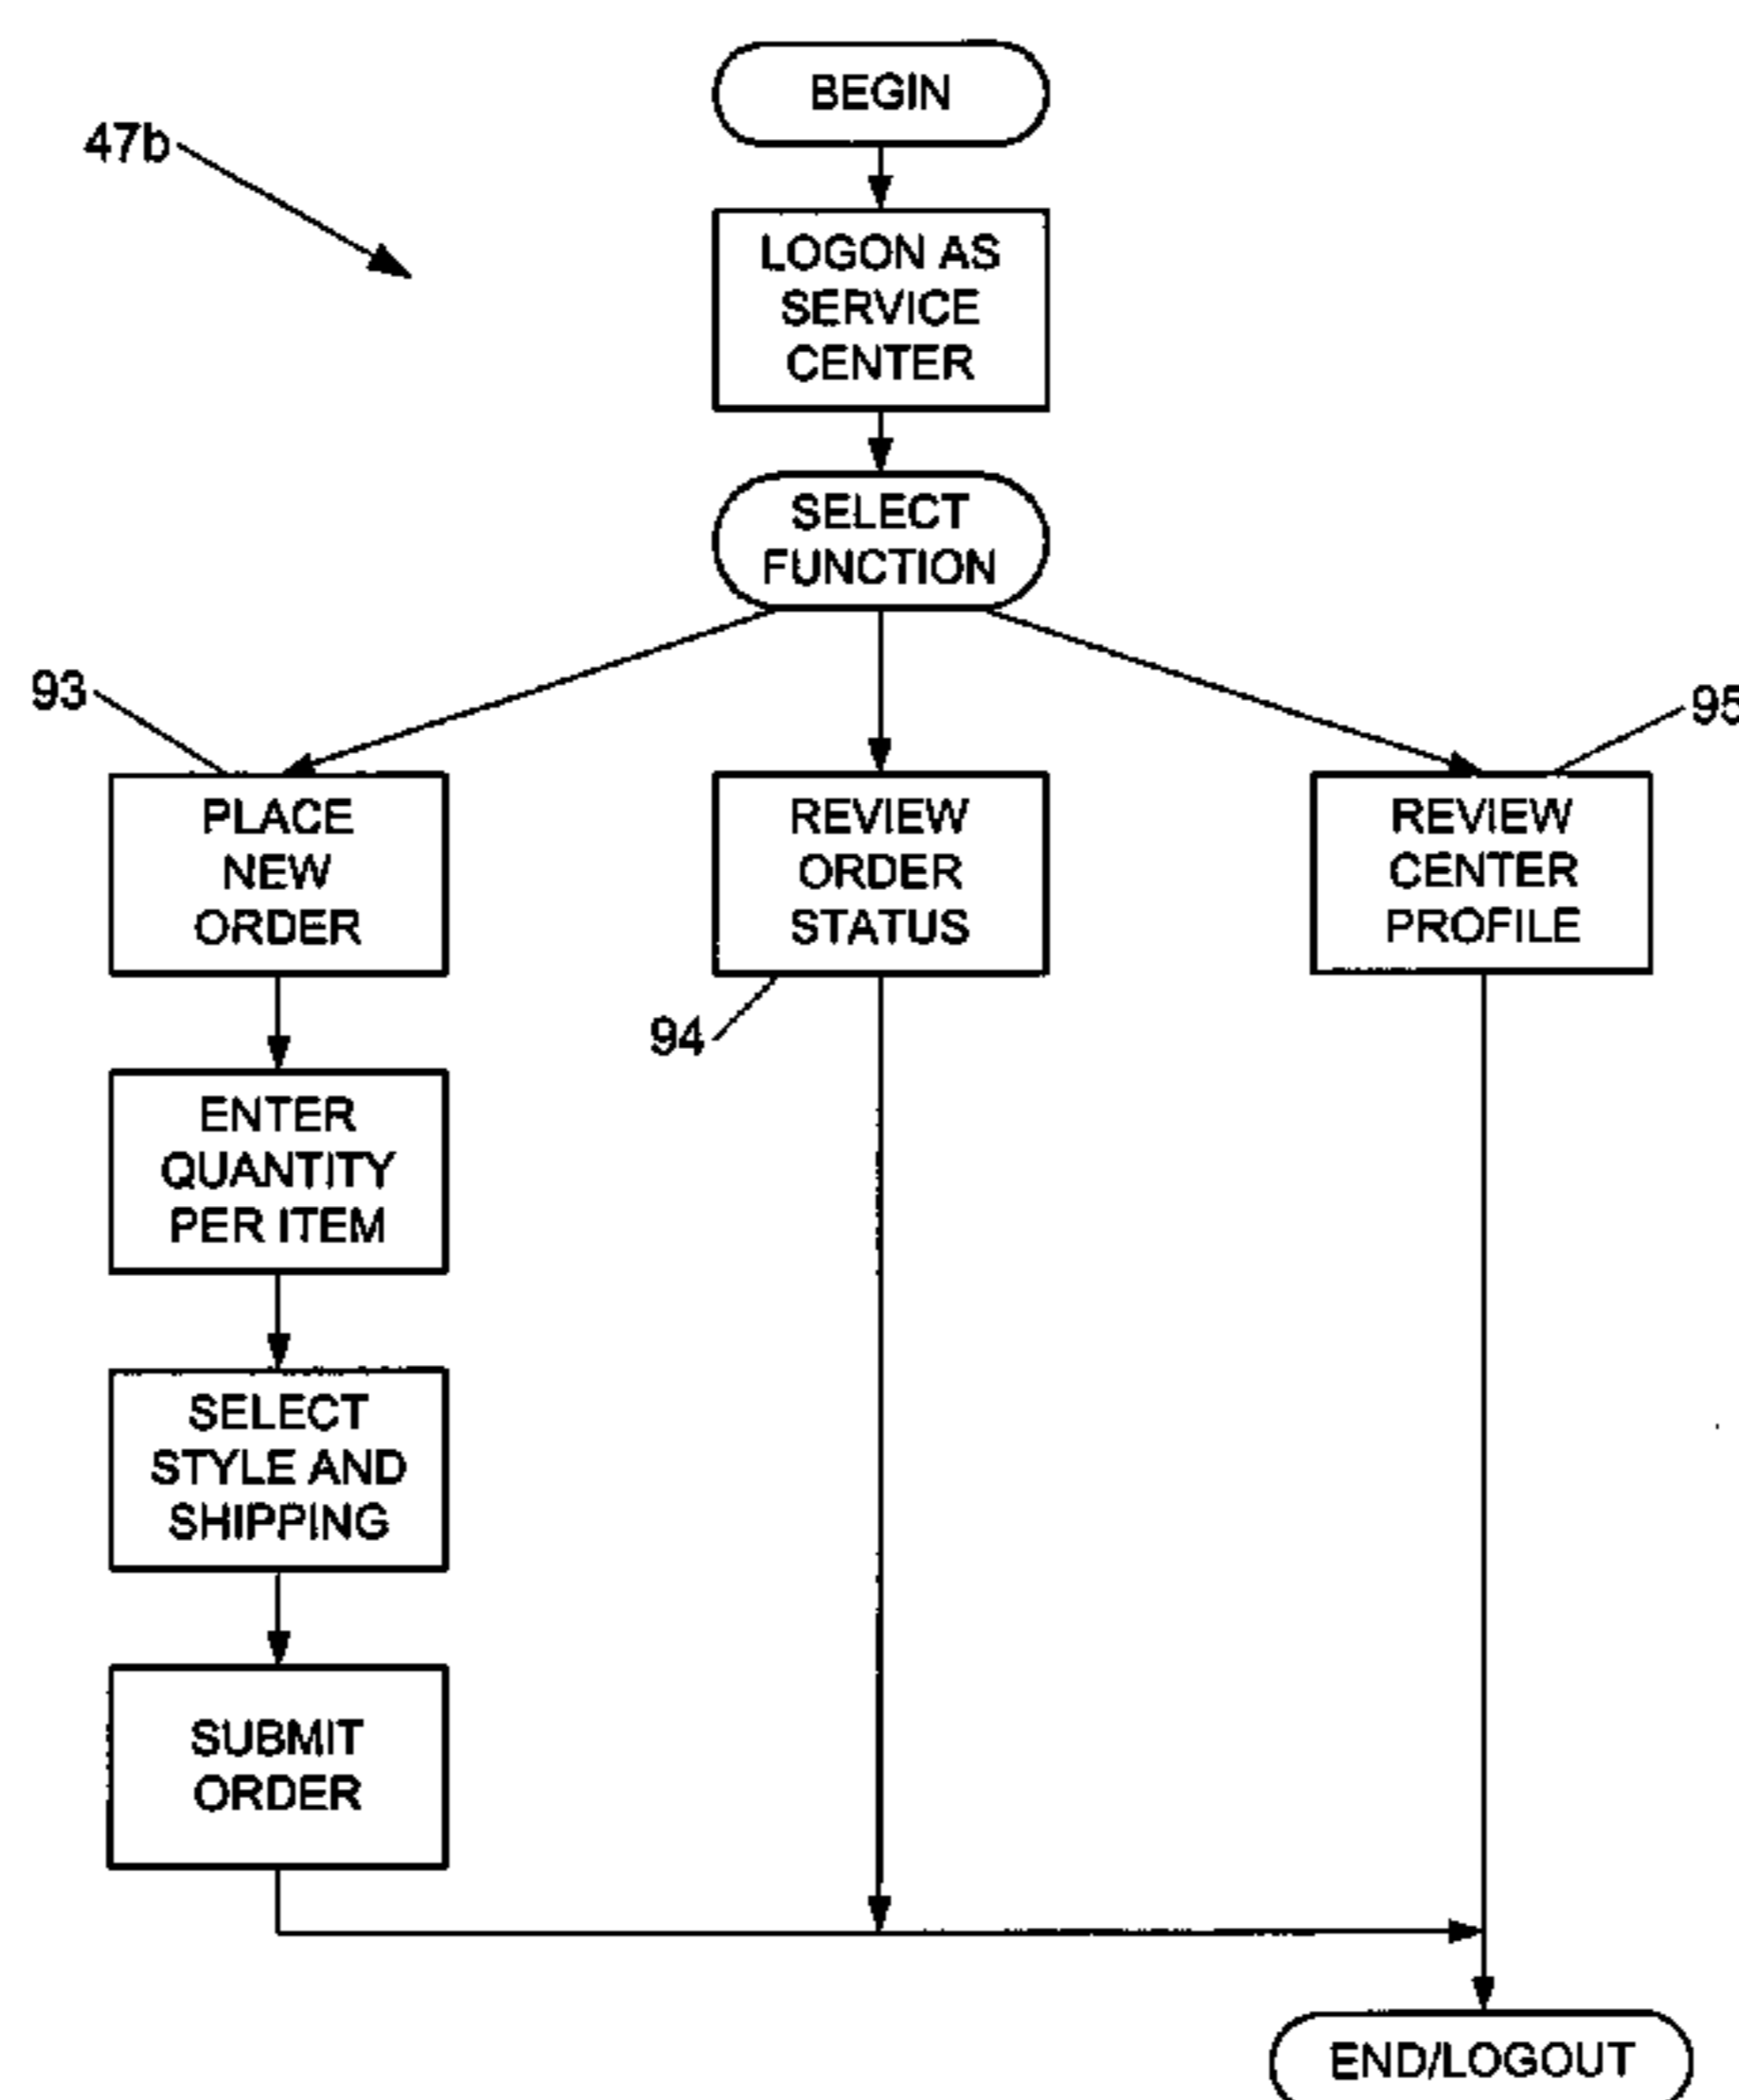 BEGIN
47b
LOGON AS
SERVICE
CENTER
SELECT
FUNCTION
93
95
PLACE
NEW
ORDER
REVIEW
ORDER
STATUS
REVIEW
CENTER
PROFILE
94
ENTER
QUANTITY
PER ITEM
SELECT
STYLE AND
SHIPPING
SUBMIT
ORDER
END/LOGOUT